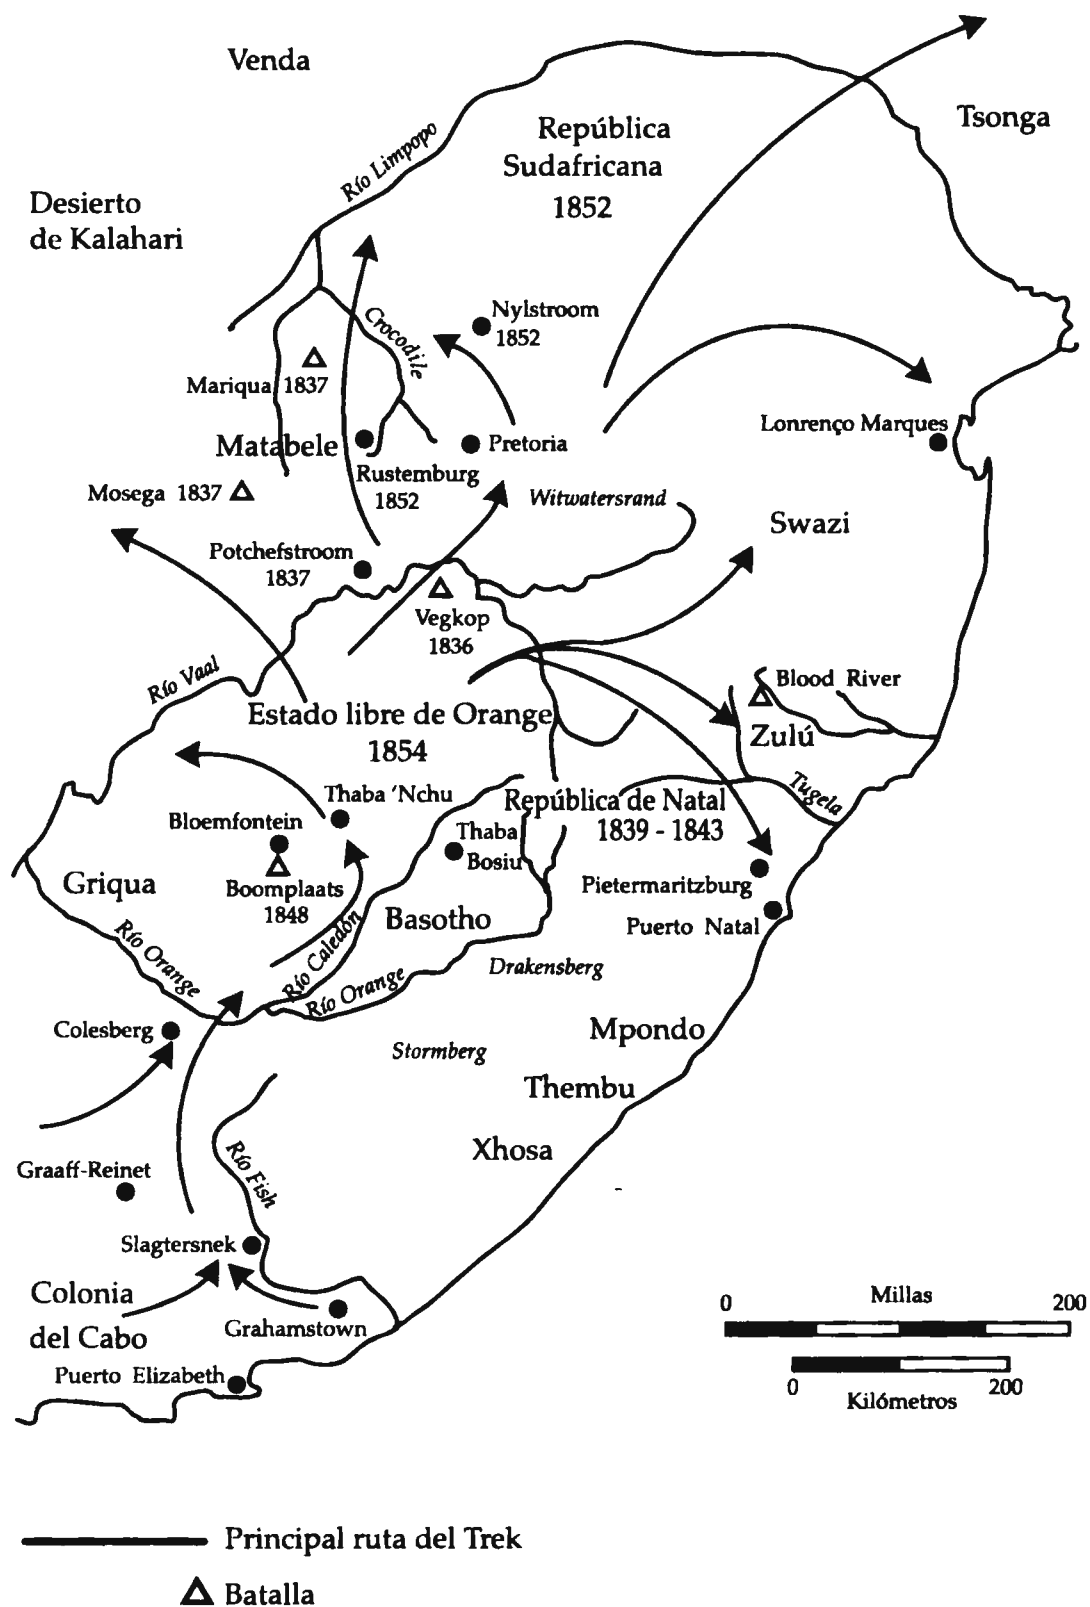 Venda
Tsonga
República
Sudafricana
1852
Río Limpopo
Desierto
de Kalahari
Nylstroom
1852
Crocodile
Mariqua 1837
Lonrenço Marques
Matabele
Pretoria
Rustemburg
1852
Mosega 1837
Witwatersrand
Swazi
Potchefstroom
1837
Vegkop
1836
Río Vaal
Blood River
Estado libre de Orange
1854
Zulú
Tugela
Thaba 'Nchu
República de Natal
1839 - 1843
Bloemfontein
Thaba
Bosiu
Griqua
Boomplaats
1848
Pietermaritzburg
Basotho
Puerto Natal
Río Orange
Río Caledón
Río Orange
Drakensberg
Colesberg
Mpondo
Stormberg
Thembu
Xhosa
Graaff-Reinet
Río Fish
Slagtersnek
Colonia
del Cabo
Grahamstown
Puerto Elizabeth
0 Millas 200
0 200
Kilómetros
Principal ruta del Trek
Batalla